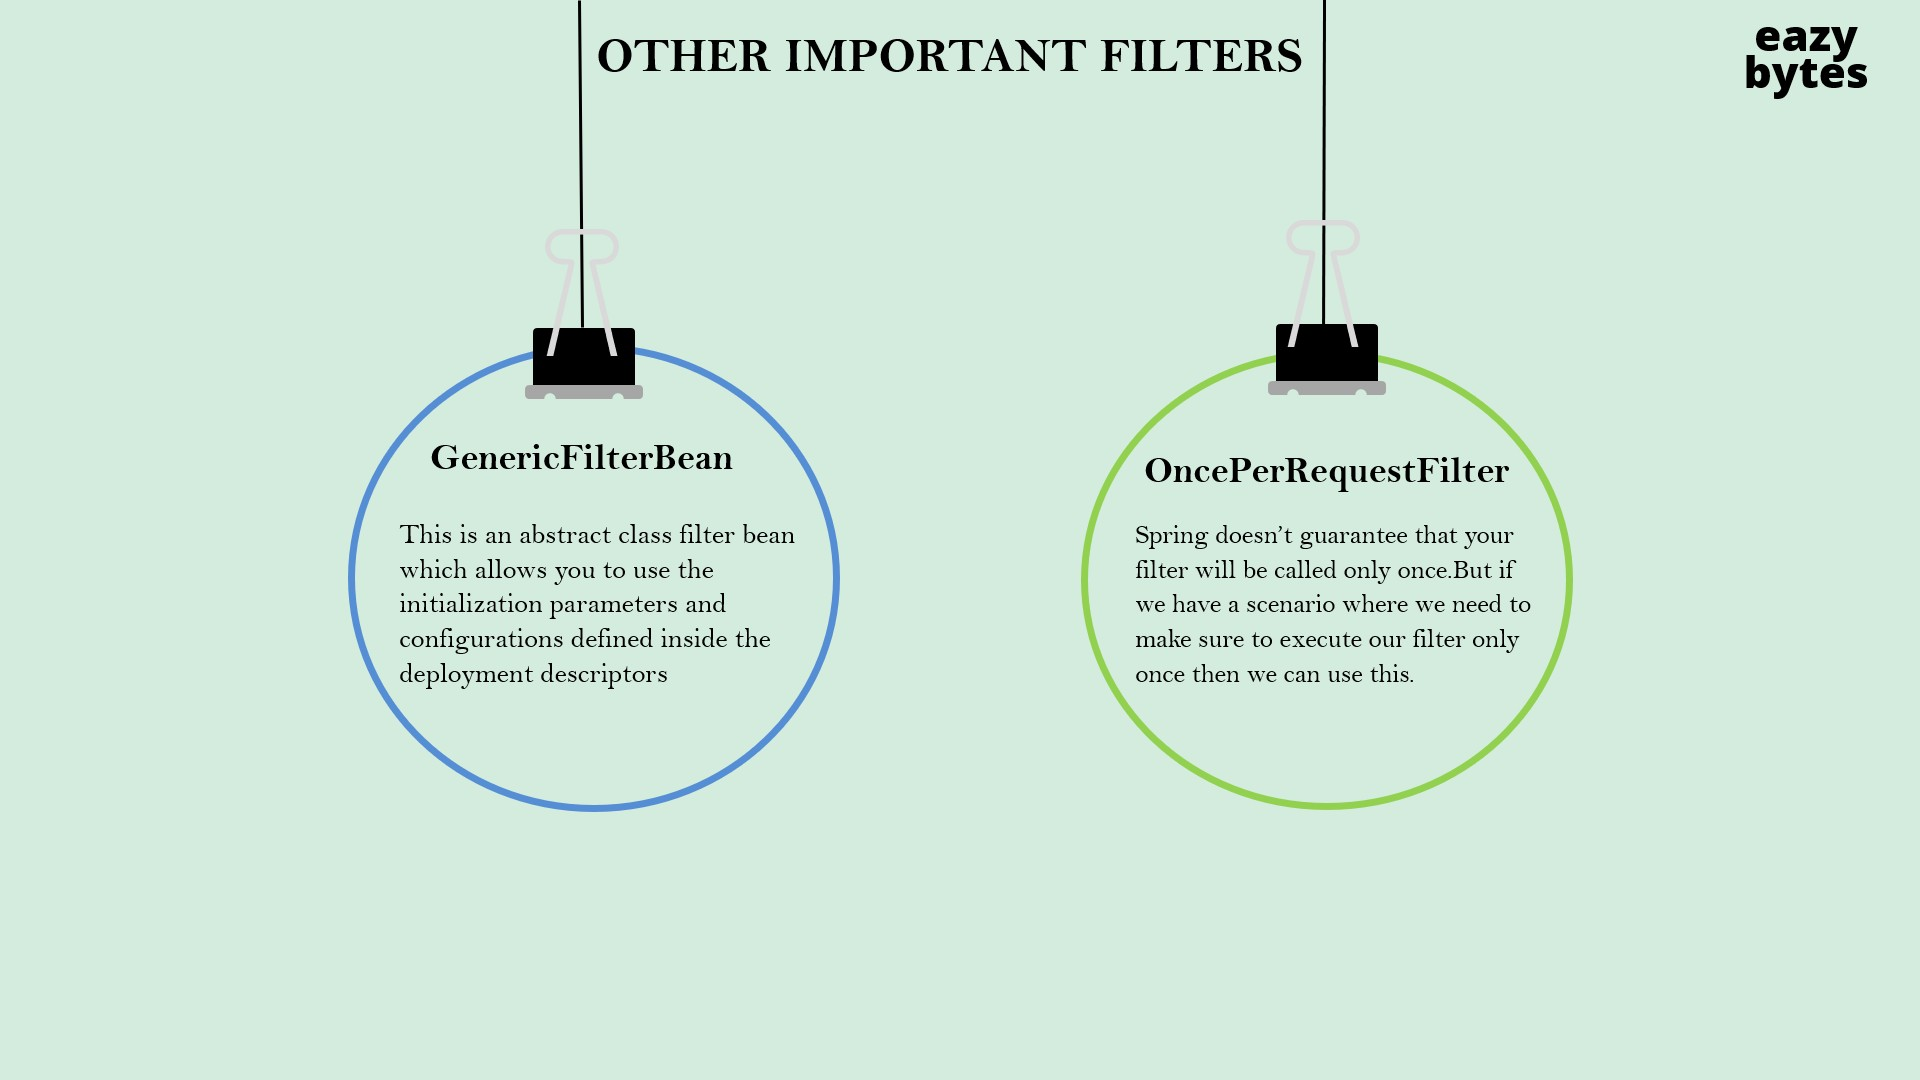 OTHER IMPORTANT FILTERS
eazy
bytes
GenericFilterBean
This is an abstract class filter bean
which allows you to use the
initialization parameters and
configurations defined inside the
deployment descriptors
OncePerRequestFilter
Spring doesn’t guarantee that your
filter will be called only once.But if
we have a scenario where we need to
make sure to execute our filter only
once then we can use this.